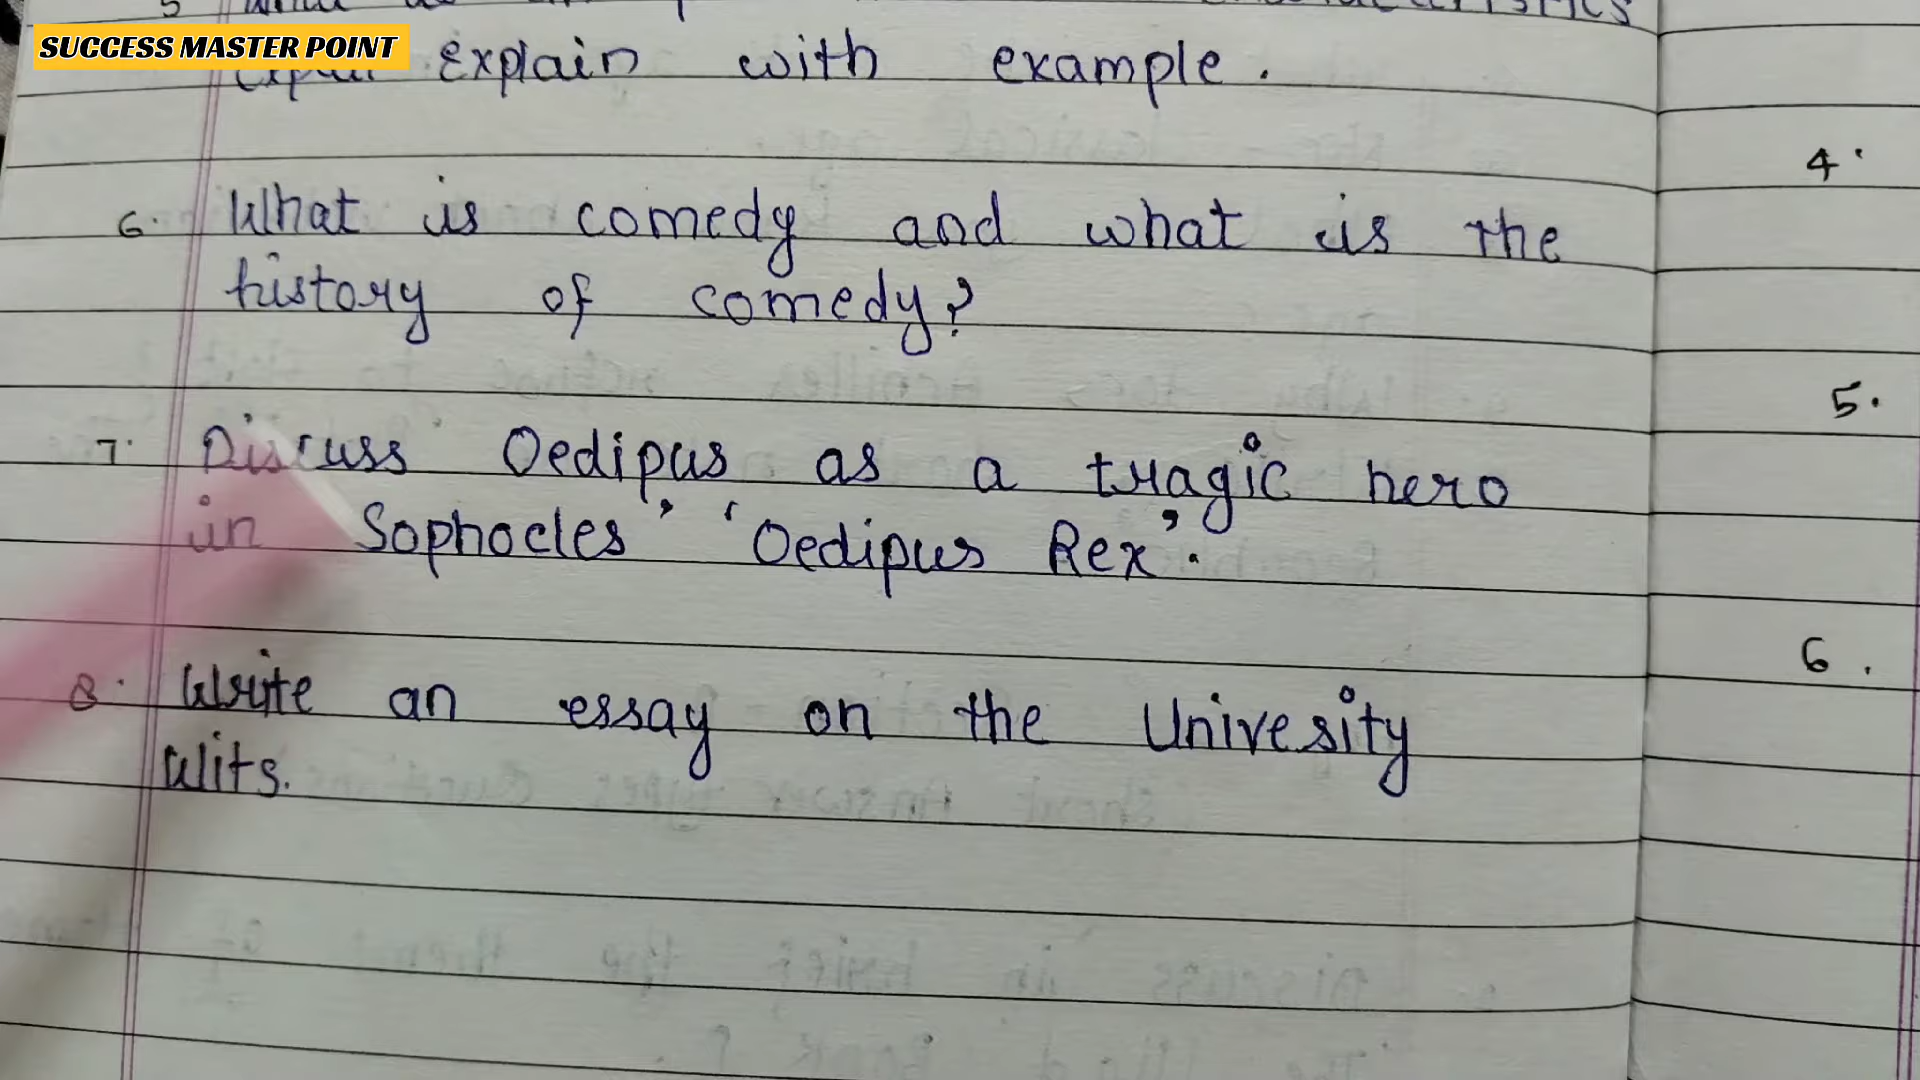 SUCCESS MASTER POINT
explain with example.
6. What is comedy and what is the
history of comedy?
7. Discuss Oedipus as a tragic hero
in Sophocles' 'Oedipus Rex'.
8. Write an essay on the Univesity
Wits.
4.
5.
6.